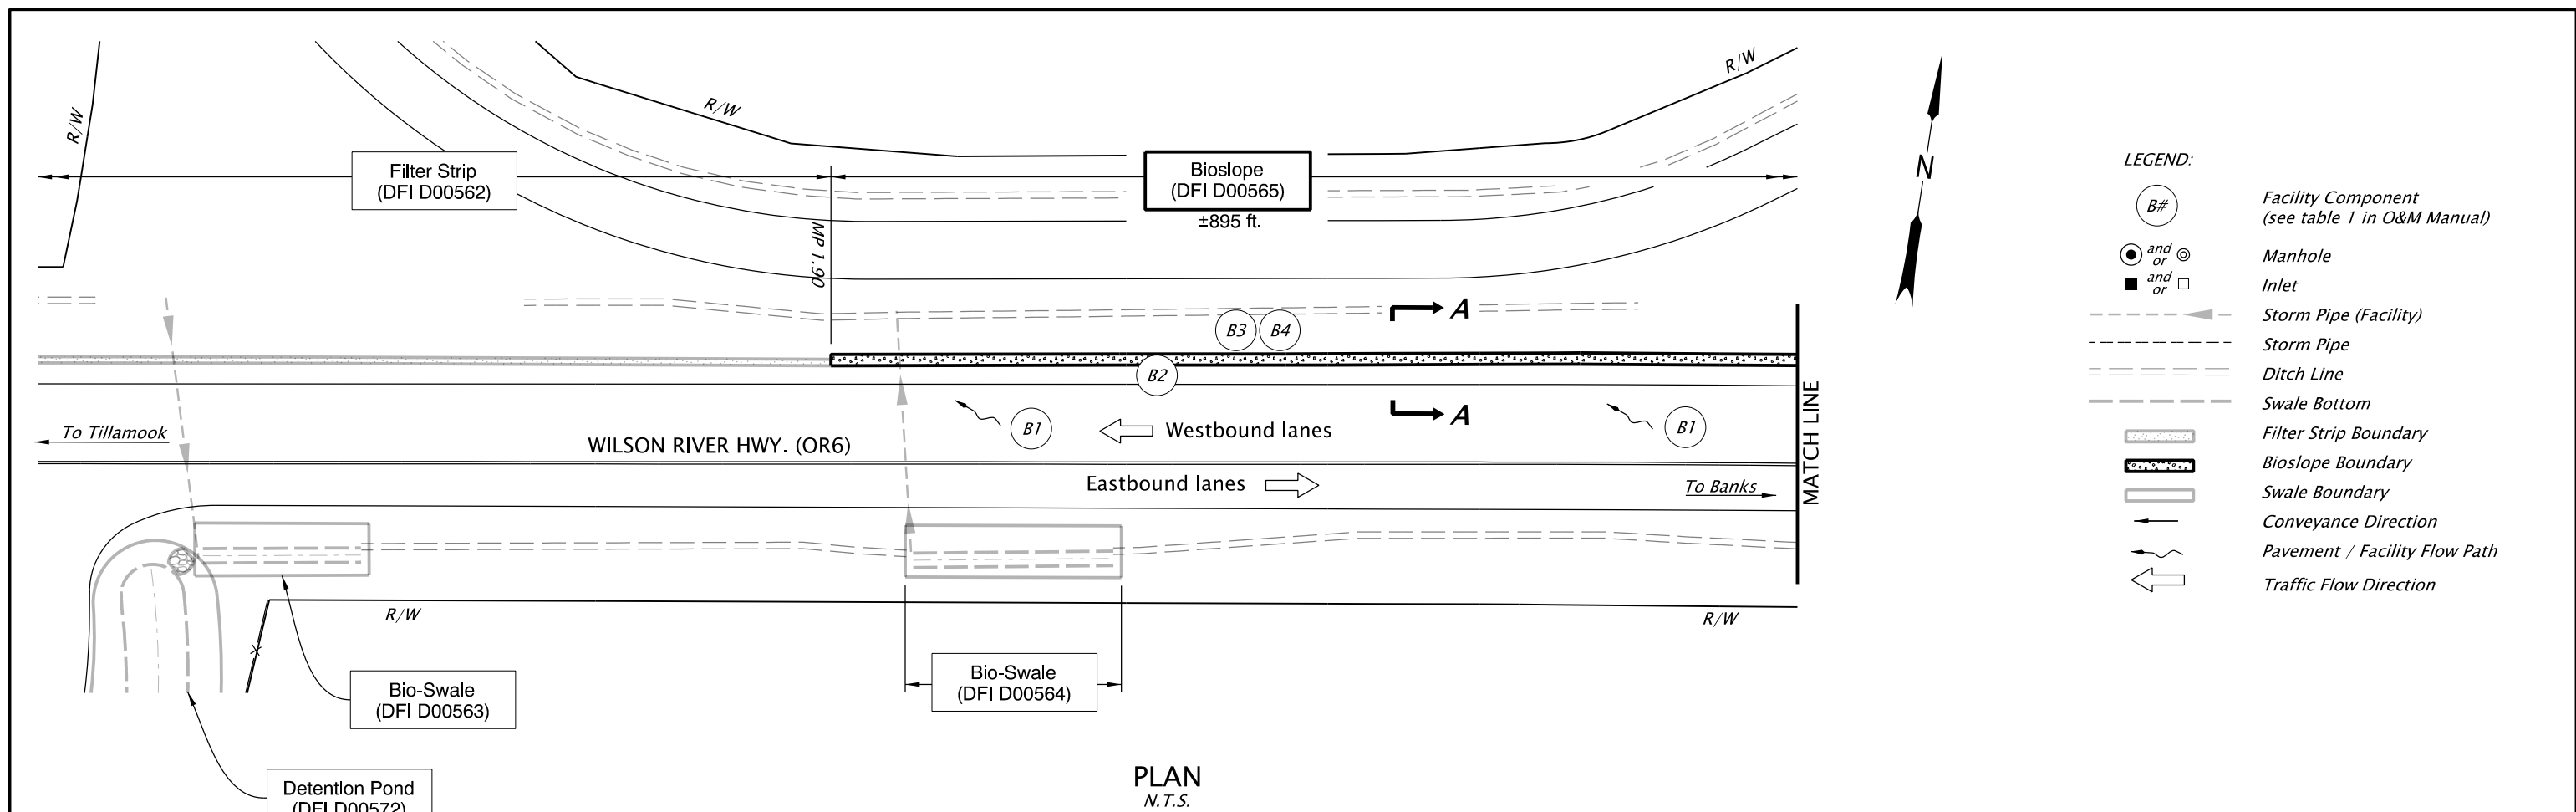 R/W
R/W
R/W
Filter Strip
(DFI D00562)
Bioslope
(DFI D00565)
±895 ft.
MP 1.90
N
B3
B4
A
B2
B1
A
B1
To Tillamook
WILSON RIVER HWY. (OR6)
Westbound lanes
Eastbound lanes
To Banks
MATCH LINE
R/W
R/W
x
Bio-Swale
(DFI D00563)
Bio-Swale
(DFI D00564)
Detention Pond
(DFI D00572)
PLAN
N.T.S.
LEGEND:
B#
Facility Component
(see table 1 in O&M Manual)
and
or
Manhole
and
or
Inlet
Storm Pipe (Facility)
Storm Pipe
Ditch Line
Swale Bottom
Filter Strip Boundary
Bioslope Boundary
Swale Boundary
Conveyance Direction
Pavement / Facility Flow Path
Traffic Flow Direction